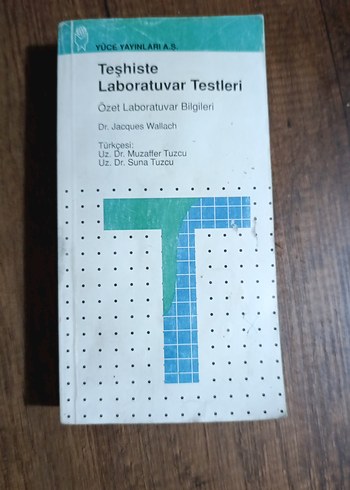 YÜCE YAYINLARI A.Ş.
Teşhiste
Laboratuvar Testleri
Özet Laboratuvar Bilgileri
Dr. Jacques Wallach
Türkçesi:
Uz. Dr. Muzaffer Tuzcu
Uz. Dr. Suna Tuzcu